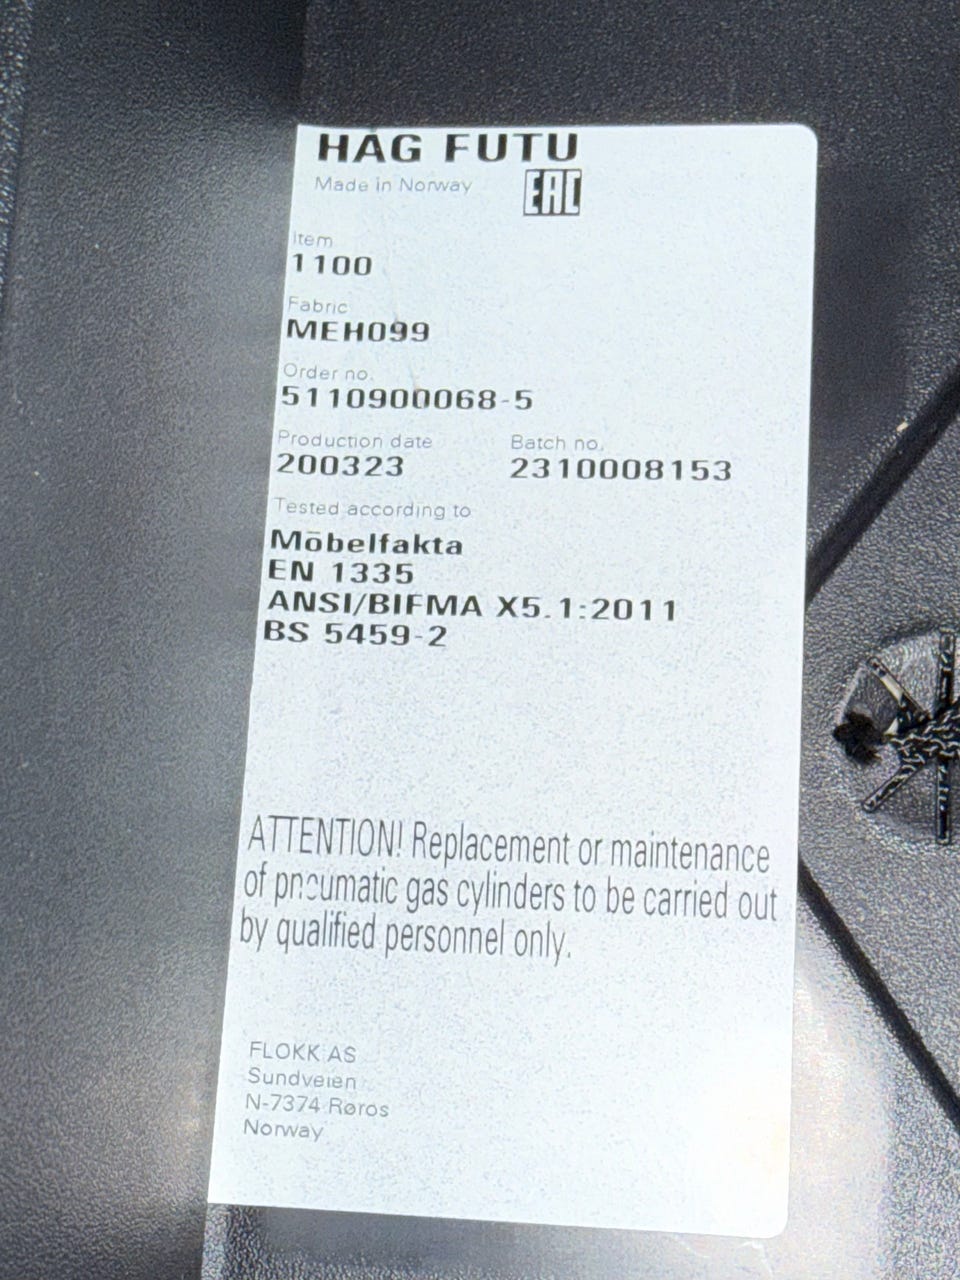 HÅG FUTU
Made in Norway EAC
Item
1100
Fabric
MEH099
Order no.
5110900068-5
Production date Batch no.
200323 2310008153
Tested according to
Möbelfakta
EN 1335
ANSI/BIFMA X5.1:2011
BS 5459-2
ATTENTION! Replacement or maintenance
of pneumatic gas cylinders to be carried out
by qualified personnel only.
FLOKK AS
Sundveien
N-7374 Røros
Norway